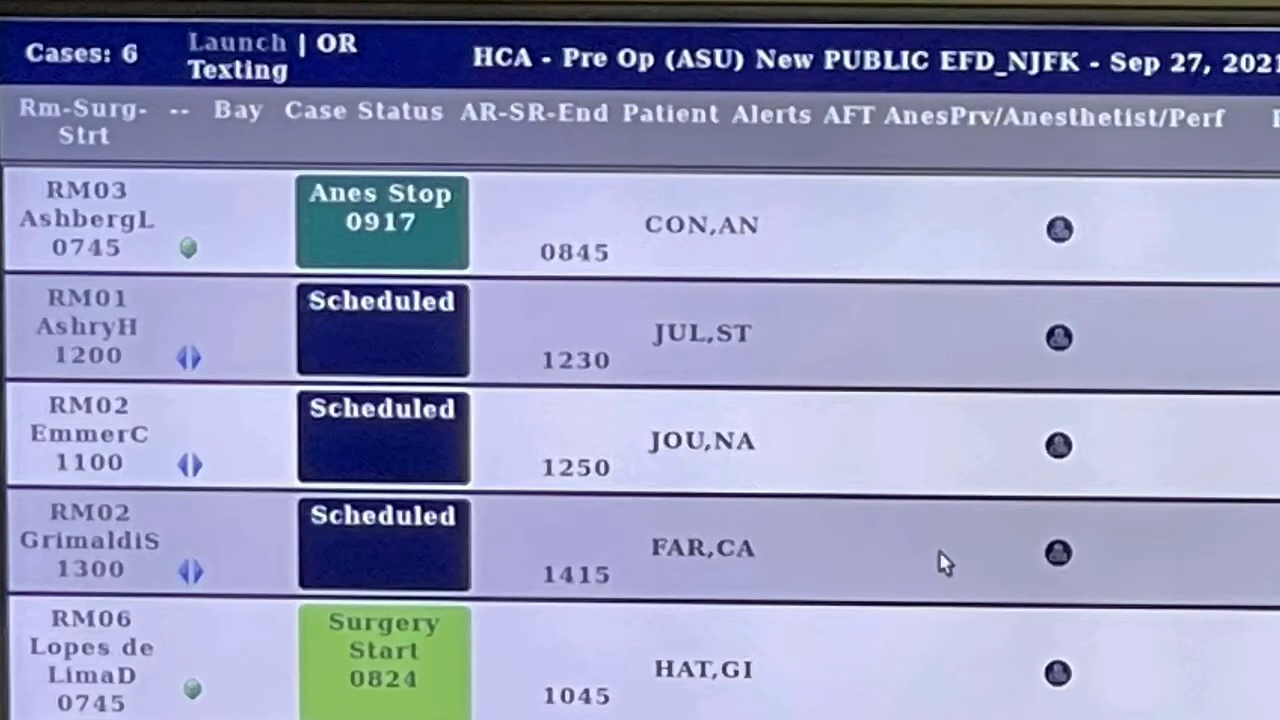 Cases: 6 Launch | OR Texting HCA - Pre Op (ASU) New PUBLIC EFD_NJFK - Sep 27, 2021
Rm-Surg-Strt -- Bay Case Status AR-SR-End Patient Alerts AFT AnesPrv/Anesthetist/Perf
RM03
AshbergL
0745
Anes Stop
0917
0845
CON,AN
RM01
AshryH
1200
Scheduled
1230
JUL,ST
RM02
EmmerC
1100
Scheduled
1250
JOU,NA
RM02
GrimaldiS
1300
Scheduled
1415
FAR,CA
RM06
Lopes de
LimaD
0745
Surgery
Start
0824
1045
HAT,GI